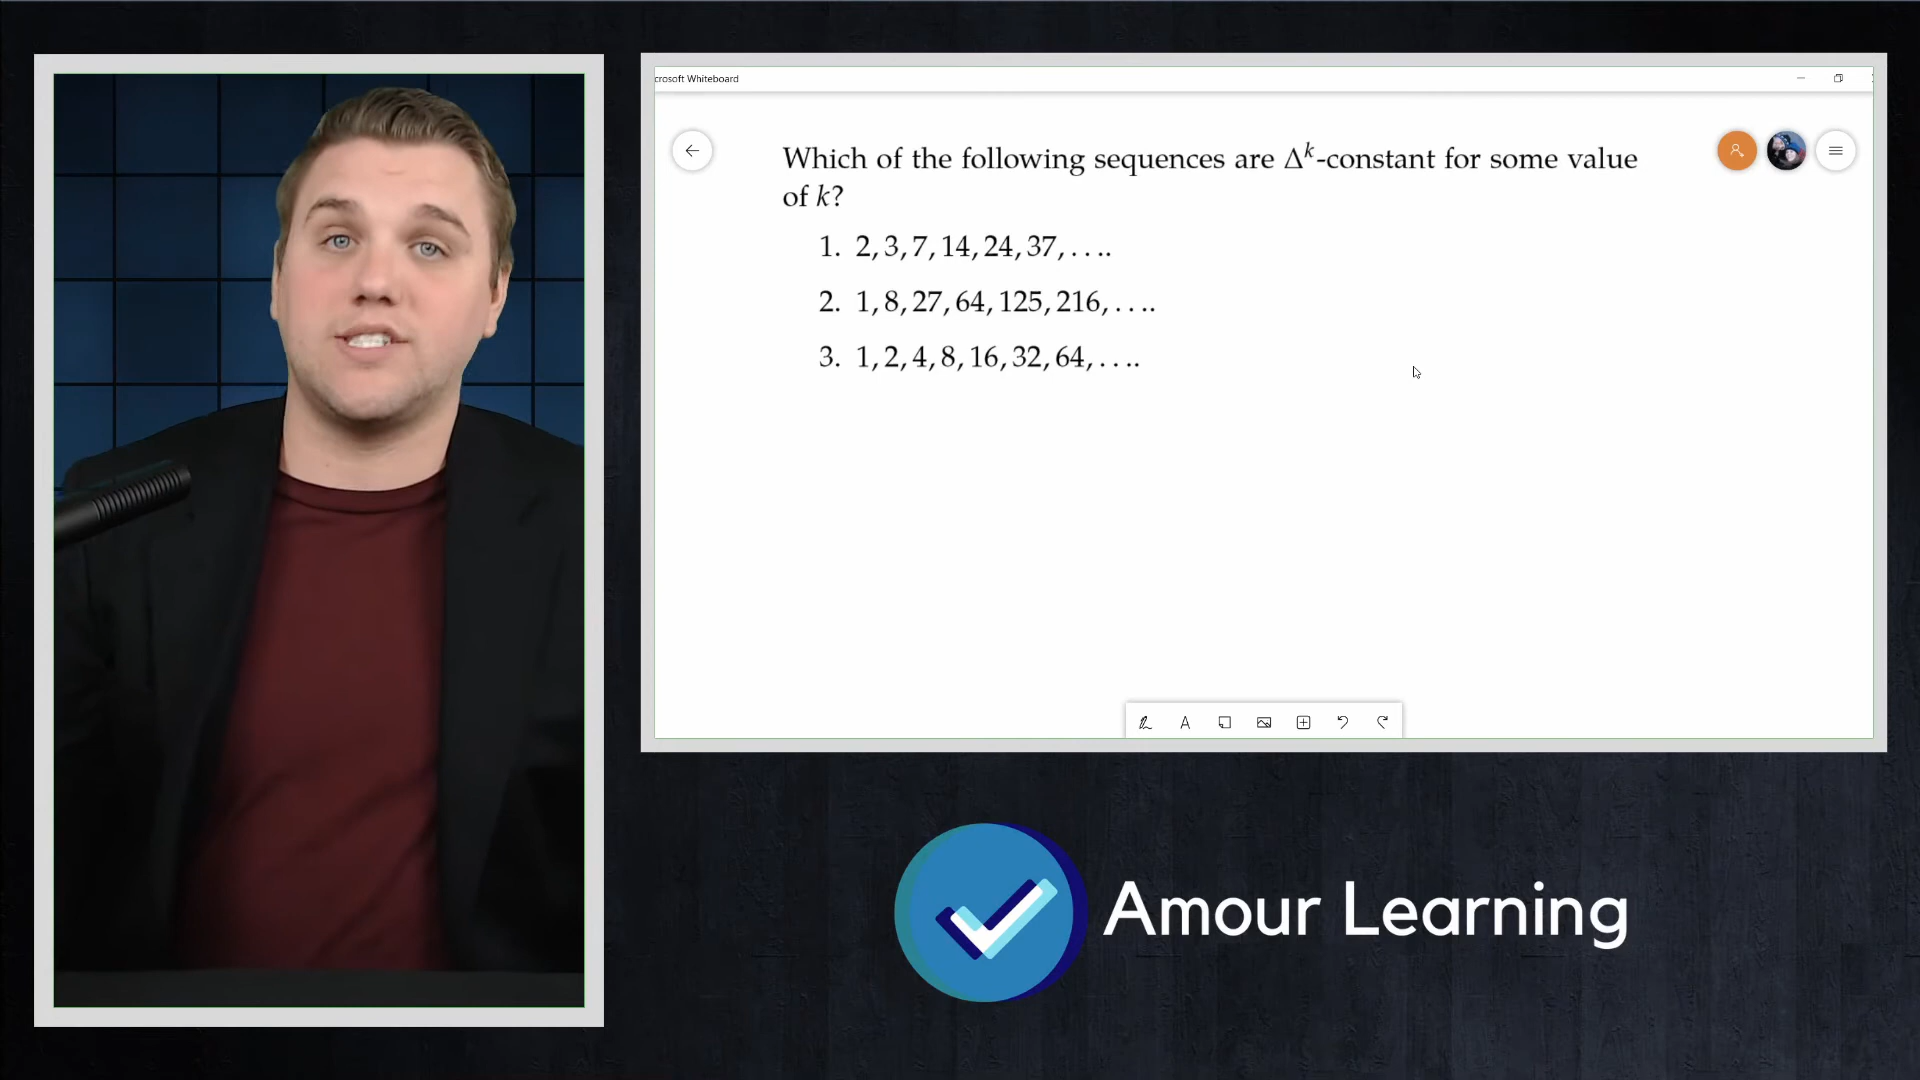 crosoft Whiteboard
Which of the following sequences are Δᵏ-constant for some value
of k?
1. 2, 3, 7, 14, 24, 37, . . . .
2. 1, 8, 27, 64, 125, 216, . . . .
3. 1, 2, 4, 8, 16, 32, 64, . . . .
Amour Learning